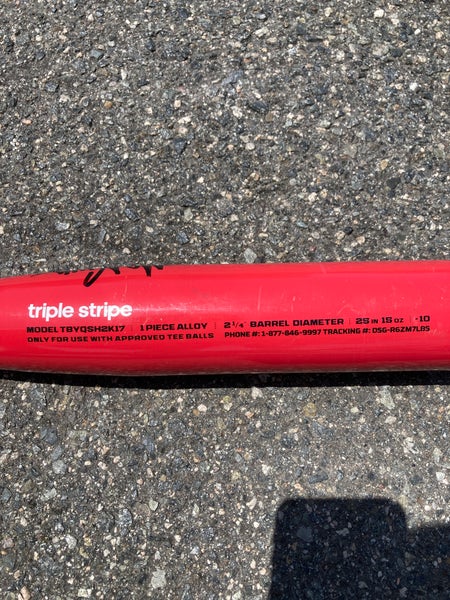 triple stripe
MODEL TBYQSH2K17 | 1 PIECE ALLOY | 2 1/4" BARREL DIAMETER | 25 IN 15 OZ | -10
ONLY FOR USE WITH APPROVED TEE BALLS PHONE #: 1-877-846-9997 TRACKING #: OSG-R6ZM7L85